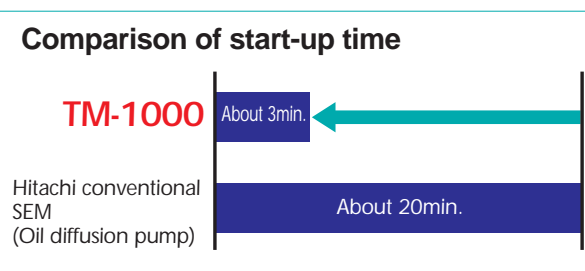 Comparison of start-up time
TM-1000
About 3min.
Hitachi conventional
SEM
(Oil diffusion pump)
About 20min.